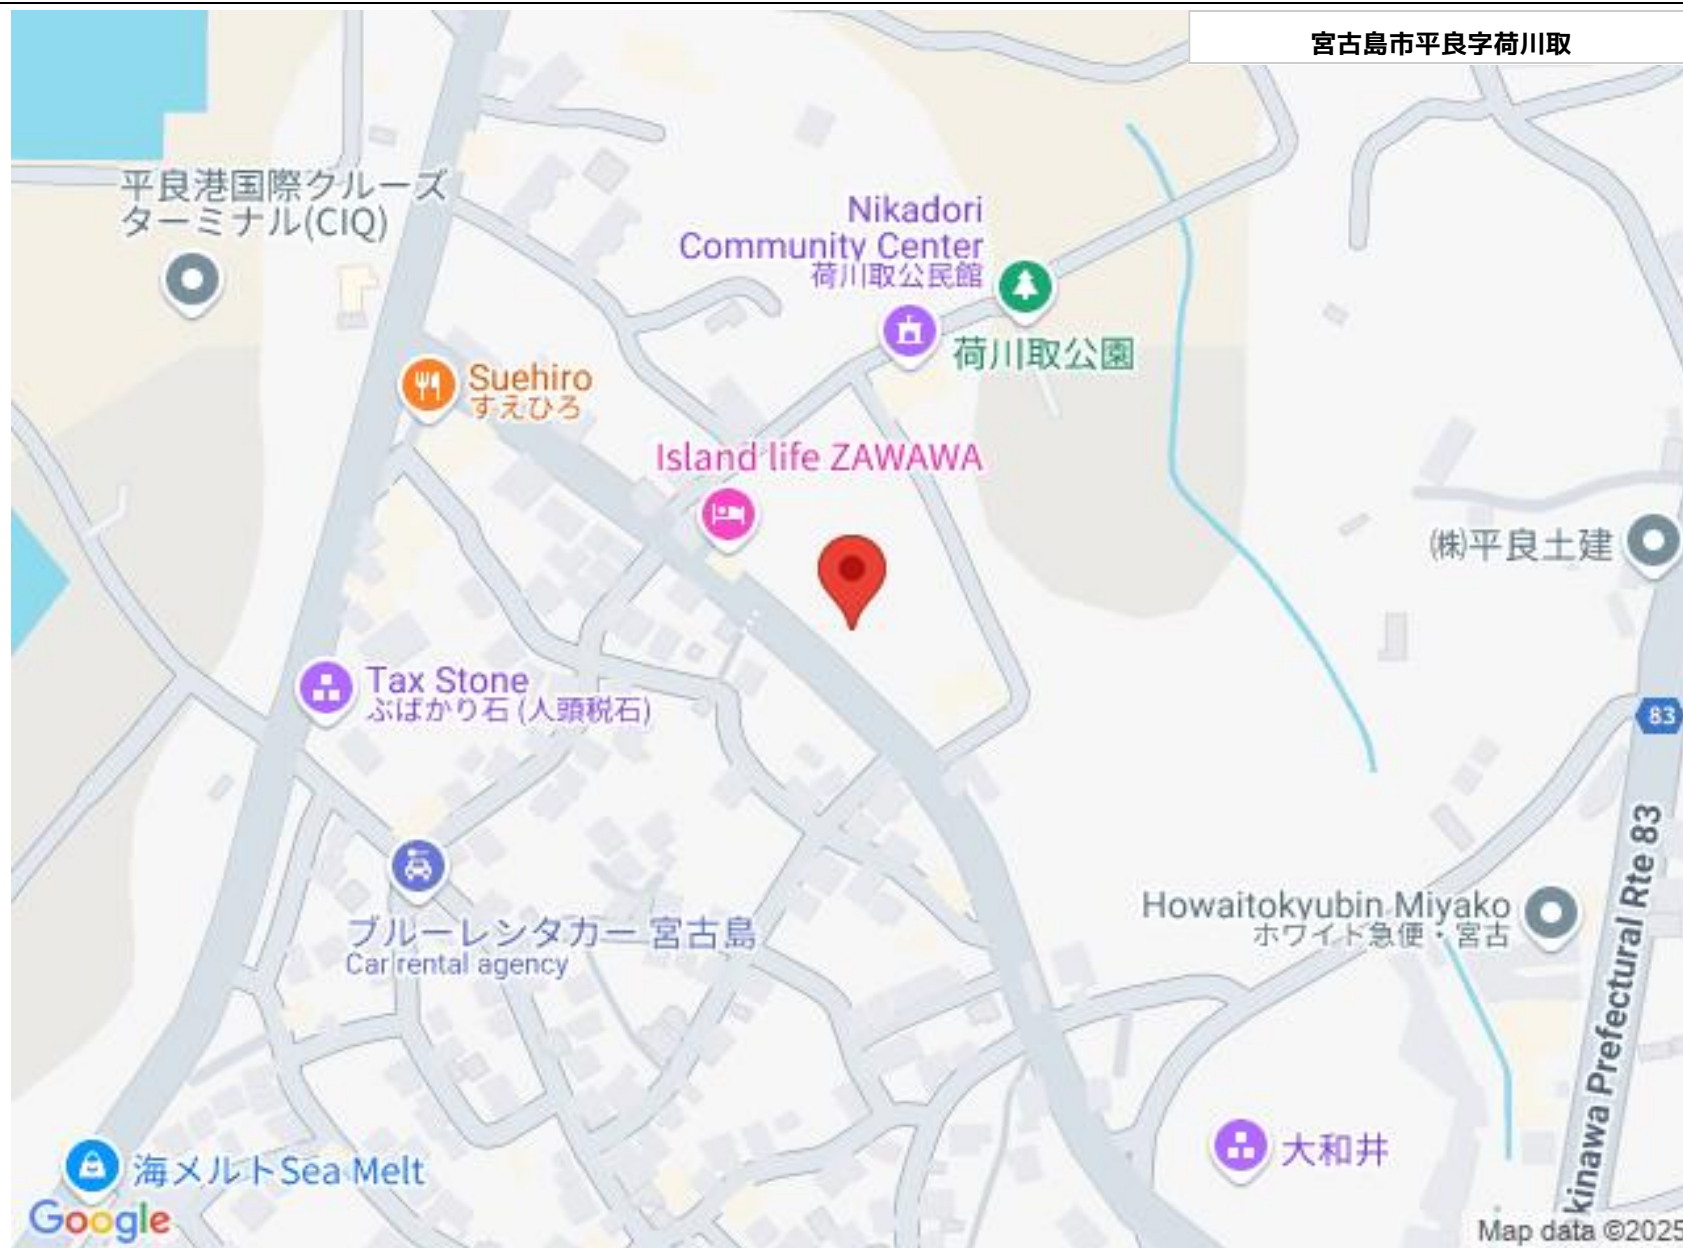 宮古島市平良字荷川取
平良港国際クルーズ
ターミナル(CIQ)
Nikadori
Community Center
荷川取公民館
荷川取公園
Suehiro
すえひろ
Island life ZAWAWA
㈱平良土建
Tax Stone
ぶばかり石 (人頭税石)
83
Okinawa Prefectural Rte 83
ブルーレンタカー 宮古島
Car rental agency
Howaitokyubin Miyako
ホワイト急便・宮古
大和井
海メルトSea Melt
Google
Map data ©2025